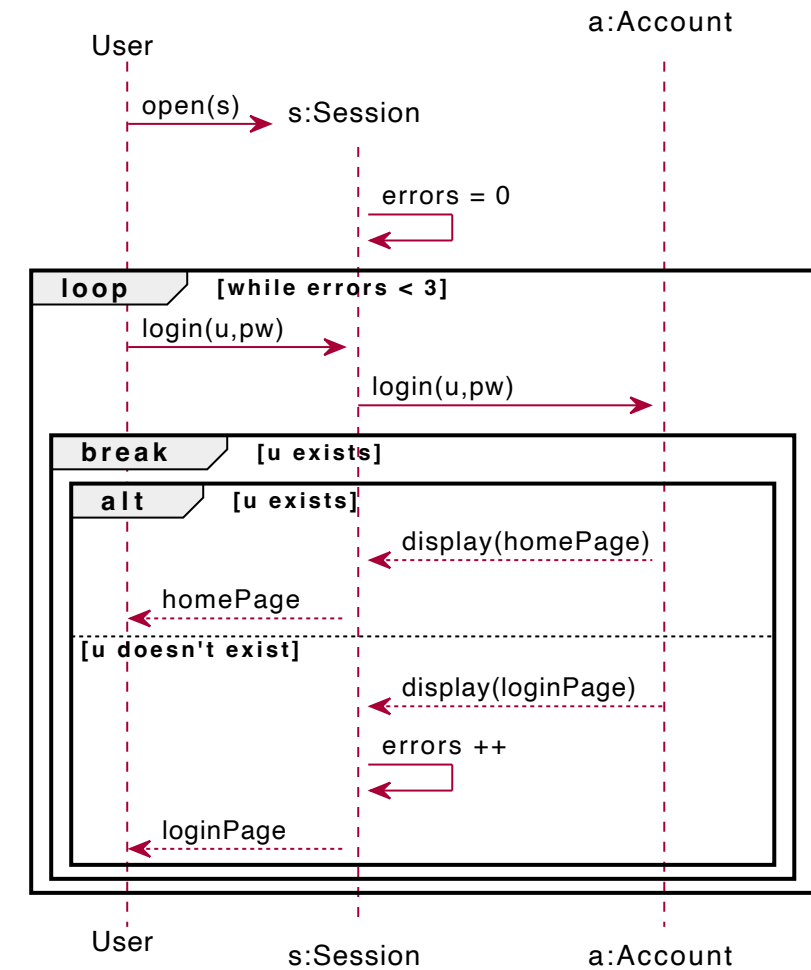 a:Account
User
open(s)
s:Session
errors = 0
loop [while errors < 3]
login(u,pw)
login(u,pw)
break [u exists]
alt [u exists]
display(homePage)
homePage
[u doesn't exist]
display(loginPage)
errors ++
loginPage
User
s:Session
a:Account